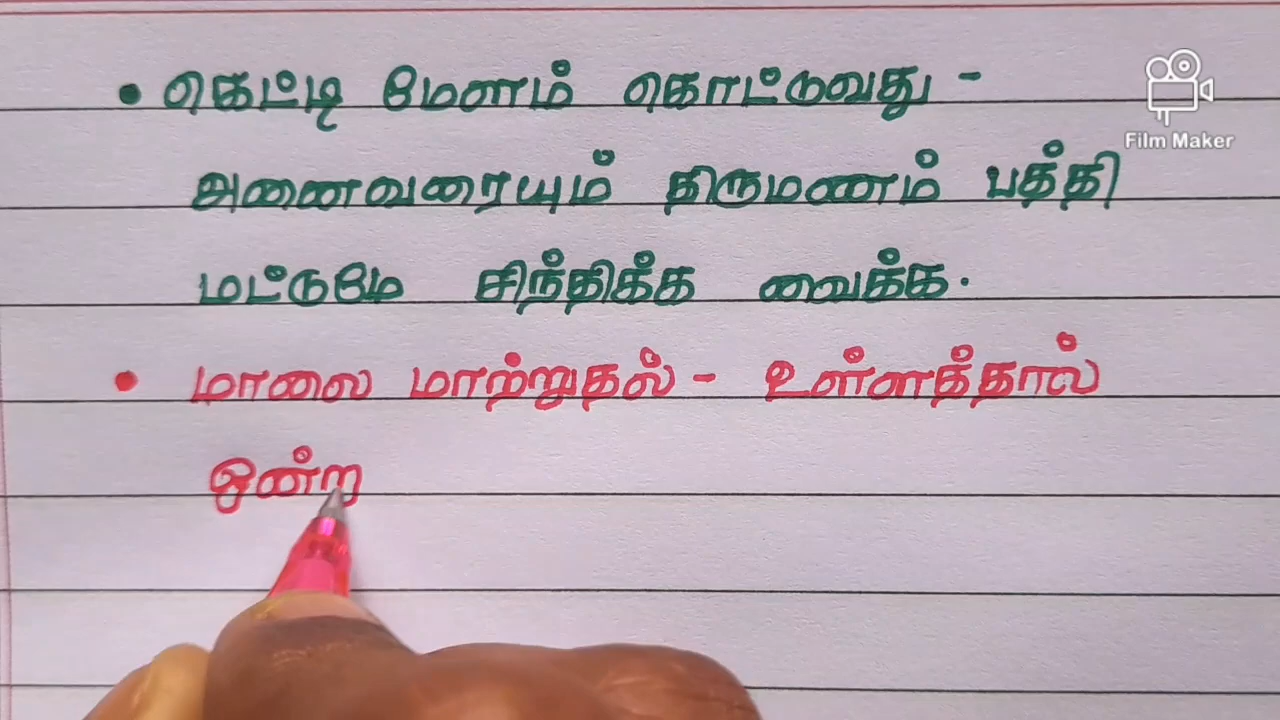 • கெட்டி மேளம் கொட்டுவது -
Film Maker
அனைவரையும் திருமணம் பத்தி
மட்டுமே சிந்திக்க வைக்க.
• மாலை மாற்றுதல் - உள்ளத்தால்
ஒன்ற